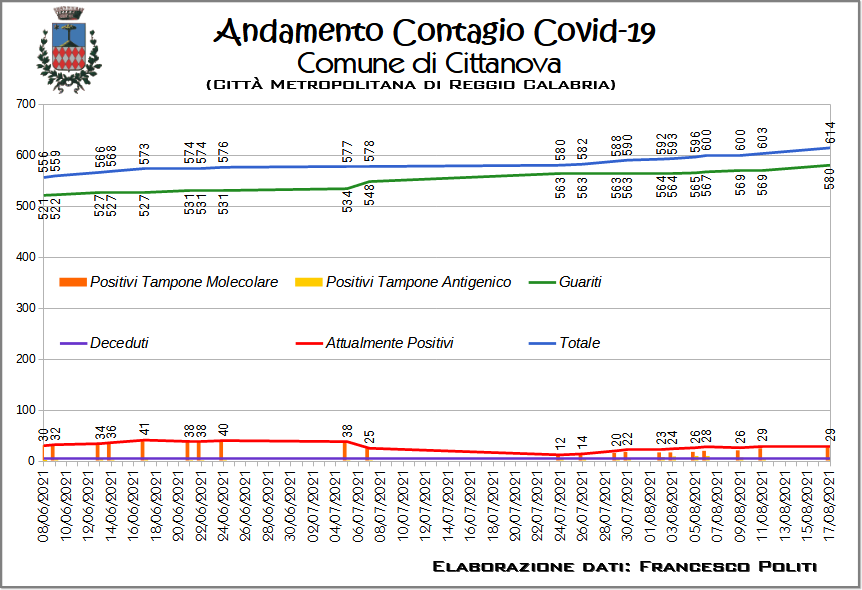 Andamento Contagio Covid-19
Comune di Cittanova
(Città Metropolitana di Reggio Calabria)
700
600
500
400
300
200
100
0
556 559 566 568 573 574 574 576 577 578 580 582 588 590 592 593 596 600 600 603 614
521 522 527 527 527 531 531 531 534 548 563 563 563 563 564 564 565 567 569 569 580
Positivi Tampone Molecolare Positivi Tampone Antigenico Guariti
Deceduti Attualmente Positivi Totale
30 32 34 36 41 38 38 40 38 25 12 14 20 22 23 24 26 28 26 29 29
08/06/2021 10/06/2021 12/06/2021 14/06/2021 16/06/2021 18/06/2021 20/06/2021 22/06/2021 24/06/2021 26/06/2021 28/06/2021 30/06/2021 02/07/2021 04/07/2021 06/07/2021 08/07/2021 10/07/2021 12/07/2021 14/07/2021 16/07/2021 18/07/2021 20/07/2021 22/07/2021 24/07/2021 26/07/2021 28/07/2021 30/07/2021 01/08/2021 03/08/2021 05/08/2021 07/08/2021 09/08/2021 11/08/2021 13/08/2021 15/08/2021 17/08/2021
Elaborazione dati: Francesco Politi